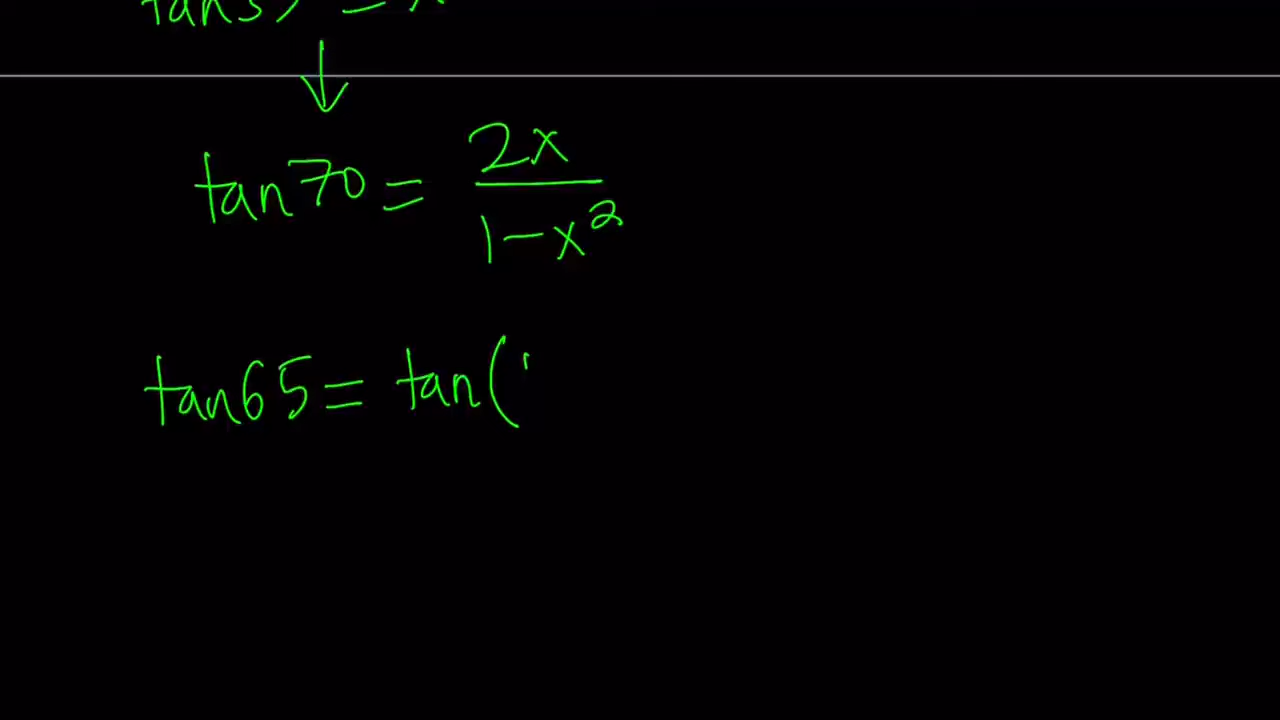 tan70 = 2x / 1-x²
tan65 = tan(